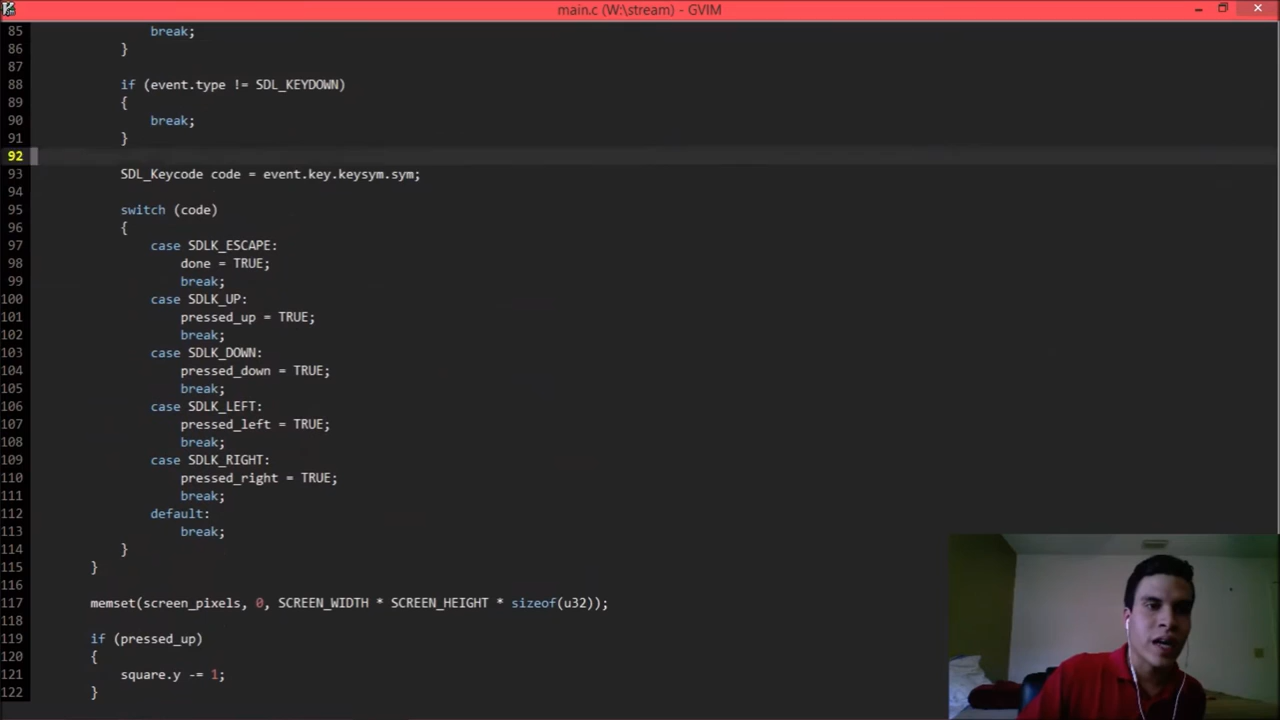 main.c (W:\stream) - GVIM
85 break;
86 }
87
88 if (event.type != SDL_KEYDOWN)
89 {
90 break;
91 }
92
93 SDL_Keycode code = event.key.keysym.sym;
94
95 switch (code)
96 {
97 case SDLK_ESCAPE:
98 done = TRUE;
99 break;
100 case SDLK_UP:
101 pressed_up = TRUE;
102 break;
103 case SDLK_DOWN:
104 pressed_down = TRUE;
105 break;
106 case SDLK_LEFT:
107 pressed_left = TRUE;
108 break;
109 case SDLK_RIGHT:
110 pressed_right = TRUE;
111 break;
112 default:
113 break;
114 }
115 }
116
117 memset(screen_pixels, 0, SCREEN_WIDTH * SCREEN_HEIGHT * sizeof(u32));
118
119 if (pressed_up)
120 {
121 square.y -= 1;
122 }